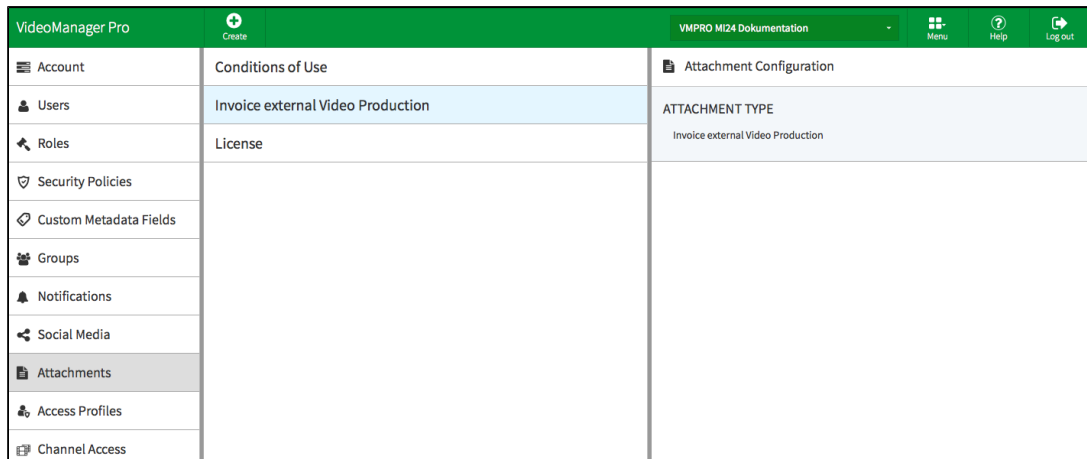 VideoManager Pro
Create
VMPRO MI24 Dokumentation
Menu
Help
Log out
Account
Users
Roles
Security Policies
Custom Metadata Fields
Groups
Notifications
Social Media
Attachments
Access Profiles
Channel Access
Conditions of Use
Invoice external Video Production
License
Attachment Configuration
ATTACHMENT TYPE
Invoice external Video Production